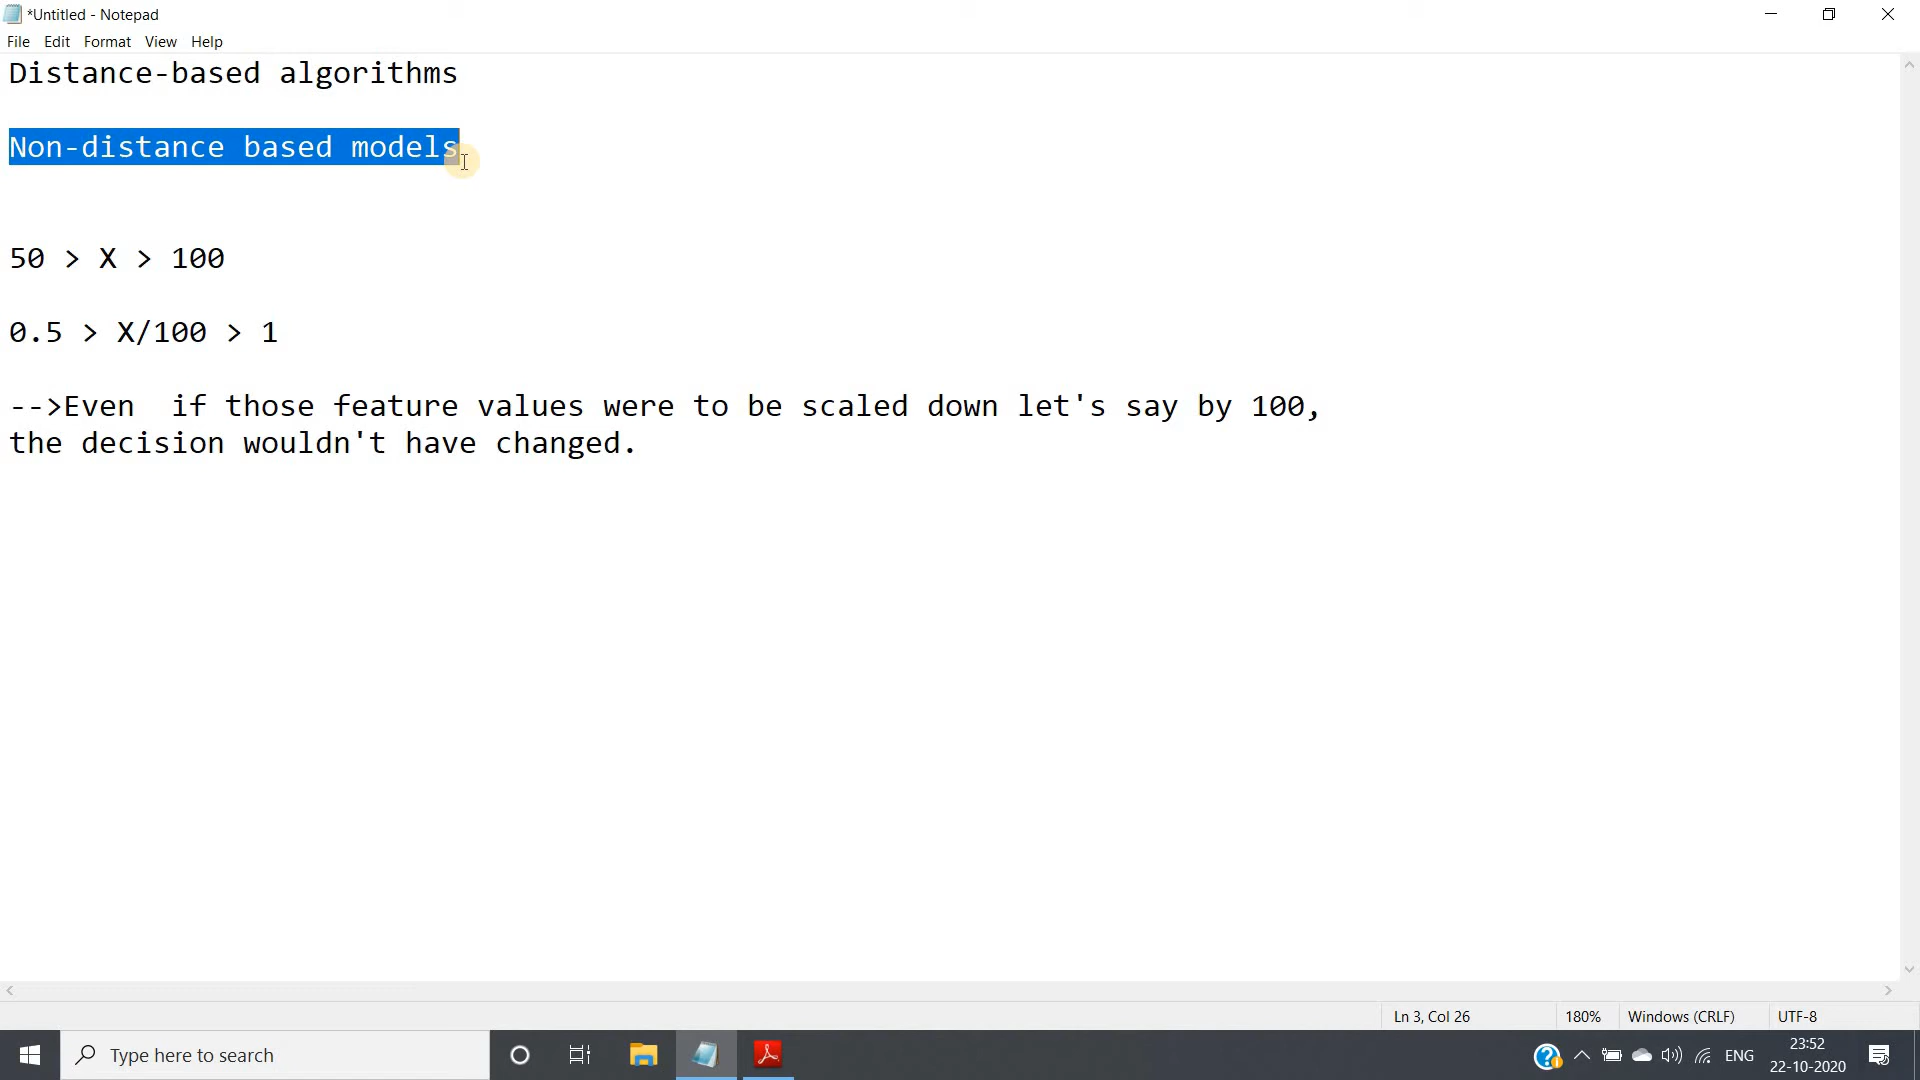 *Untitled - Notepad
File Edit Format View Help
Distance-based algorithms
Non-distance based models
50 > X > 100
0.5 > X/100 > 1
-->Even  if those feature values were to be scaled down let's say by 100,
the decision wouldn't have changed.
Ln 3, Col 26 180% Windows (CRLF) UTF-8
Type here to search
ENG
23:52
22-10-2020